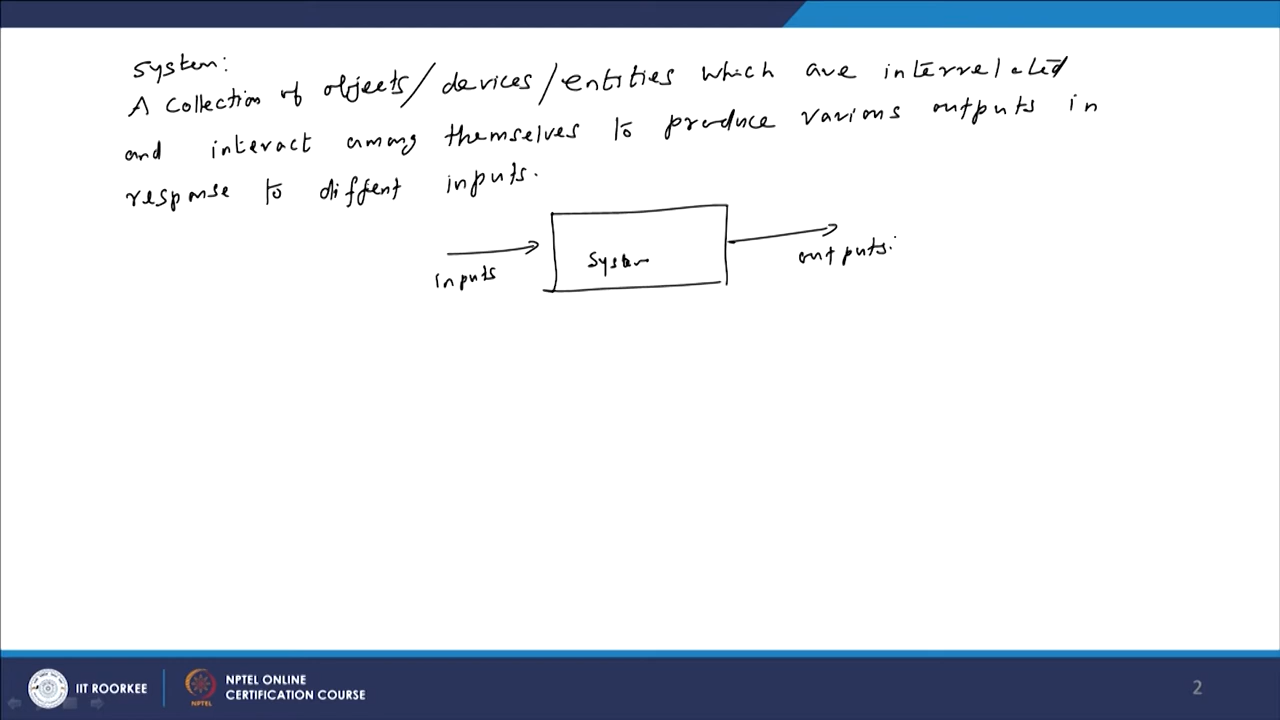 System:
A collection of objects/devices/entities which are interrelated
and interact among themselves to produce various outputs in
response to diffent inputs.
inputs
System
outputs:
IIT ROORKEE
NPTEL ONLINE
CERTIFICATION COURSE
NPTEL
2